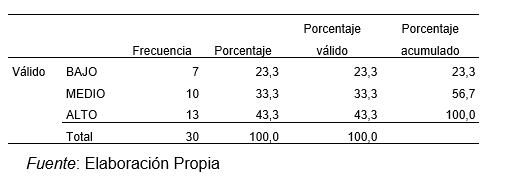 Frecuencia Porcentaje Porcentaje válido Porcentaje acumulado
Válido BAJO 7 23,3 23,3 23,3
MEDIO 10 33,3 33,3 56,7
ALTO 13 43,3 43,3 100,0
Total 30 100,0 100,0
Fuente: Elaboración Propia